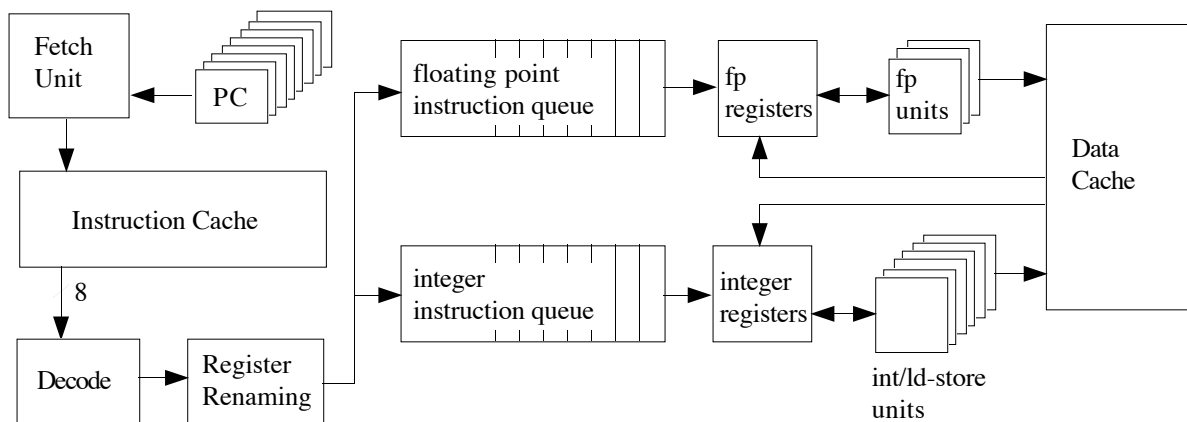 Fetch
Unit
PC
Instruction Cache
8
Decode
Register
Renaming
floating point
instruction queue
integer
instruction queue
fp
registers
fp
units
integer
registers
int/ld-store
units
Data
Cache